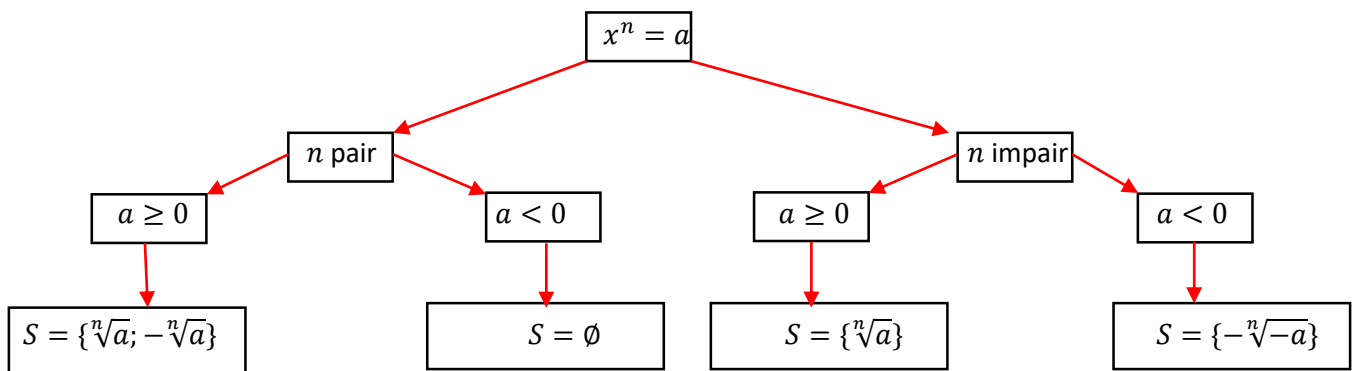 xⁿ = a
n pair
n impair
a ≥ 0
a < 0
a ≥ 0
a < 0
S = {ⁿ√a; −ⁿ√a}
S = ∅
S = {ⁿ√a}
S = {−ⁿ√−a}